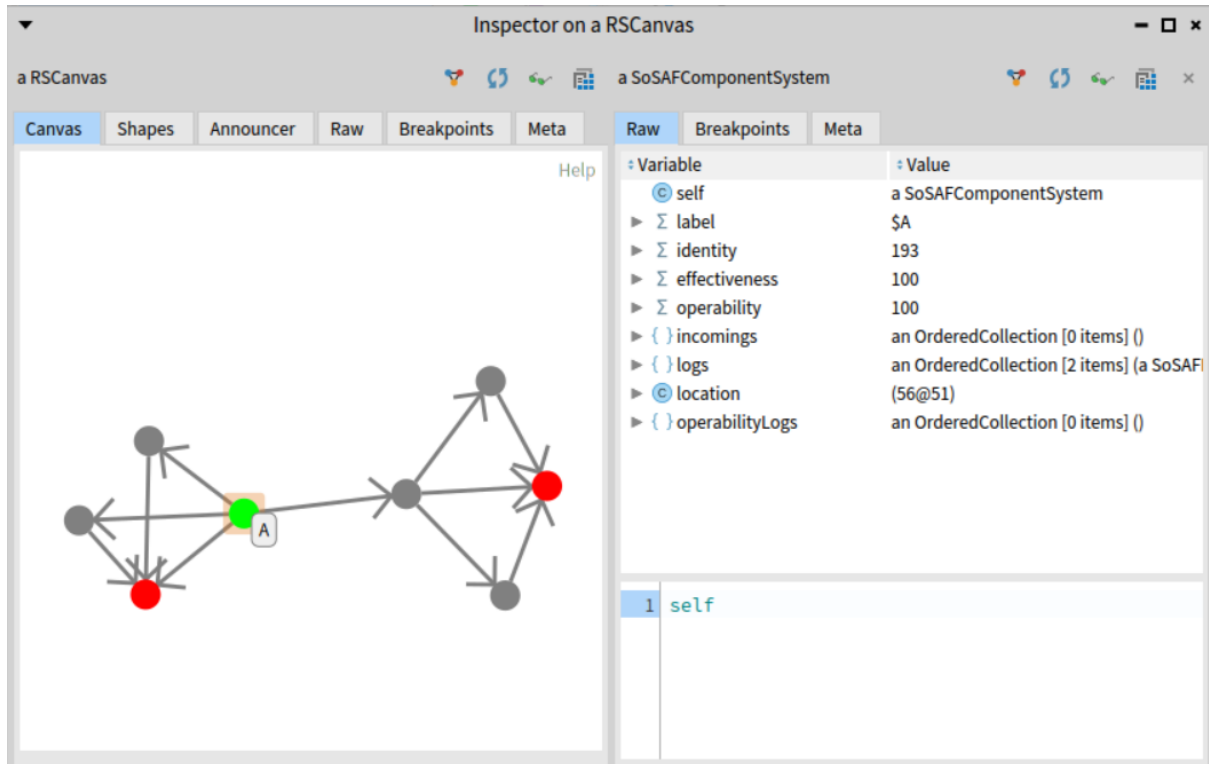 Inspector on a RSCanvas
a RSCanvas
Canvas Shapes Announcer Raw Breakpoints Meta
Help
A
a SoSAFComponentSystem
Raw Breakpoints Meta
Variable Value
self a SoSAFComponentSystem
label $A
identity 193
effectiveness 100
operability 100
{ } incomings an OrderedCollection [0 items] ()
{ } logs an OrderedCollection [2 items] (a SoSAFI
location (56@51)
{ } operabilityLogs an OrderedCollection [0 items] ()
1 self